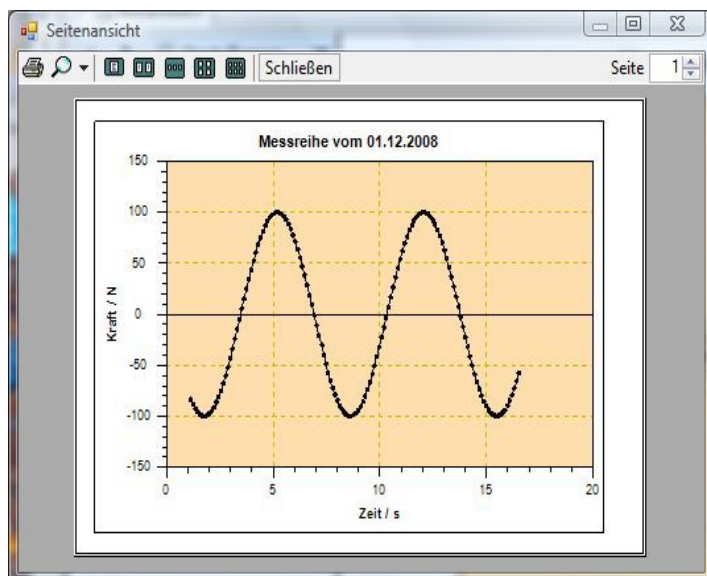 Seitenansicht
Schließen
Seite 1
Messreihe vom 01.12.2008
Kraft / N
150
100
50
0
-50
-100
-150
0 5 10 15 20
Zeit / s